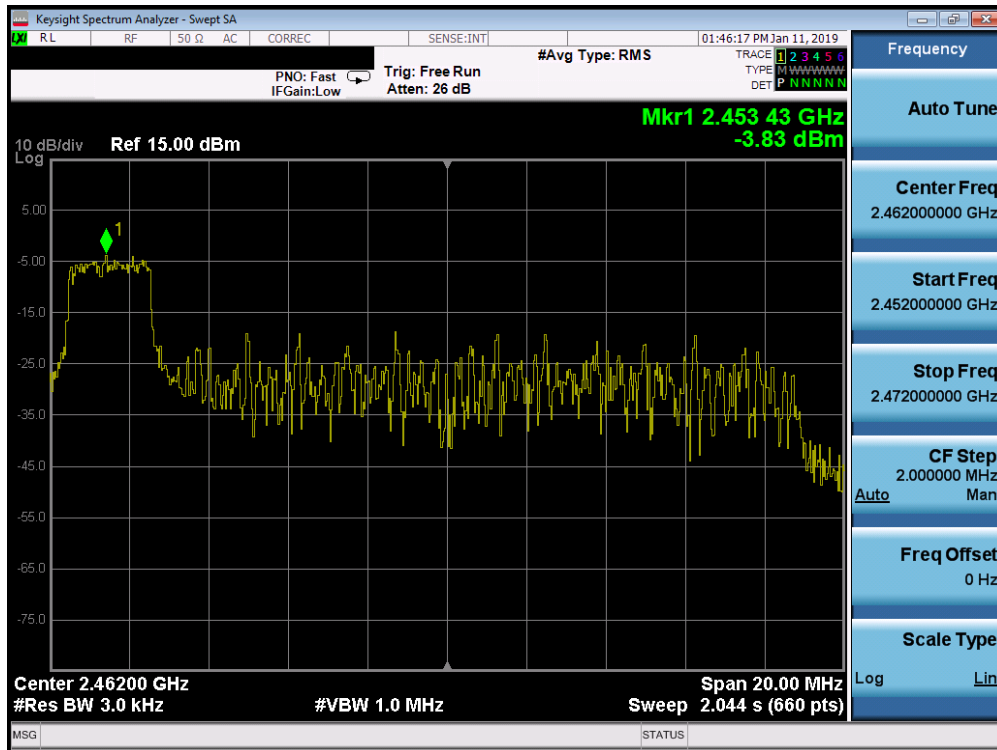 Keysight Spectrum Analyzer - Swept SA
LXI RL RF 50 Ω AC CORREC SENSE:INT 01:46:17 PM Jan 11, 2019
Frequency
#Avg Type: RMS TRACE 1 2 3 4 5 6
PNO: Fast Trig: Free Run TYPE M W W W W W
IFGain:Low Atten: 26 dB DET P N N N N N
Auto Tune
Mkr1 2.453 43 GHz
-3.83 dBm
10 dB/div Ref 15.00 dBm
Log
5.00
-5.00
-15.0
-25.0
-35.0
-45.0
-55.0
-65.0
-75.0
1
Center Freq
2.462000000 GHz
Start Freq
2.452000000 GHz
Stop Freq
2.472000000 GHz
CF Step
2.000000 MHz
Auto Man
Freq Offset
0 Hz
Scale Type
Log Lin
Center 2.46200 GHz Span 20.00 MHz
#Res BW 3.0 kHz #VBW 1.0 MHz Sweep 2.044 s (660 pts)
MSG STATUS